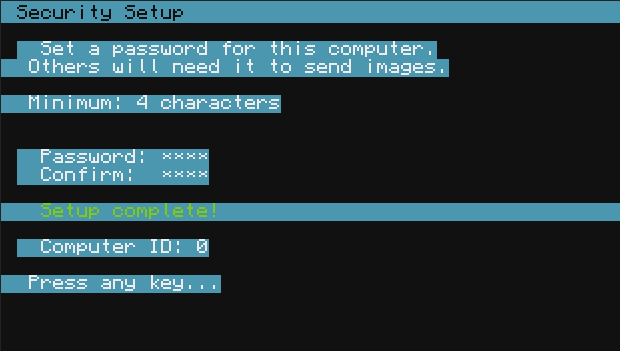 Security Setup
Set a password for this computer.
Others will need it to send images.
Minimum: 4 characters
Password: ****
Confirm: ****
Setup complete!
Computer ID: 0
Press any key...